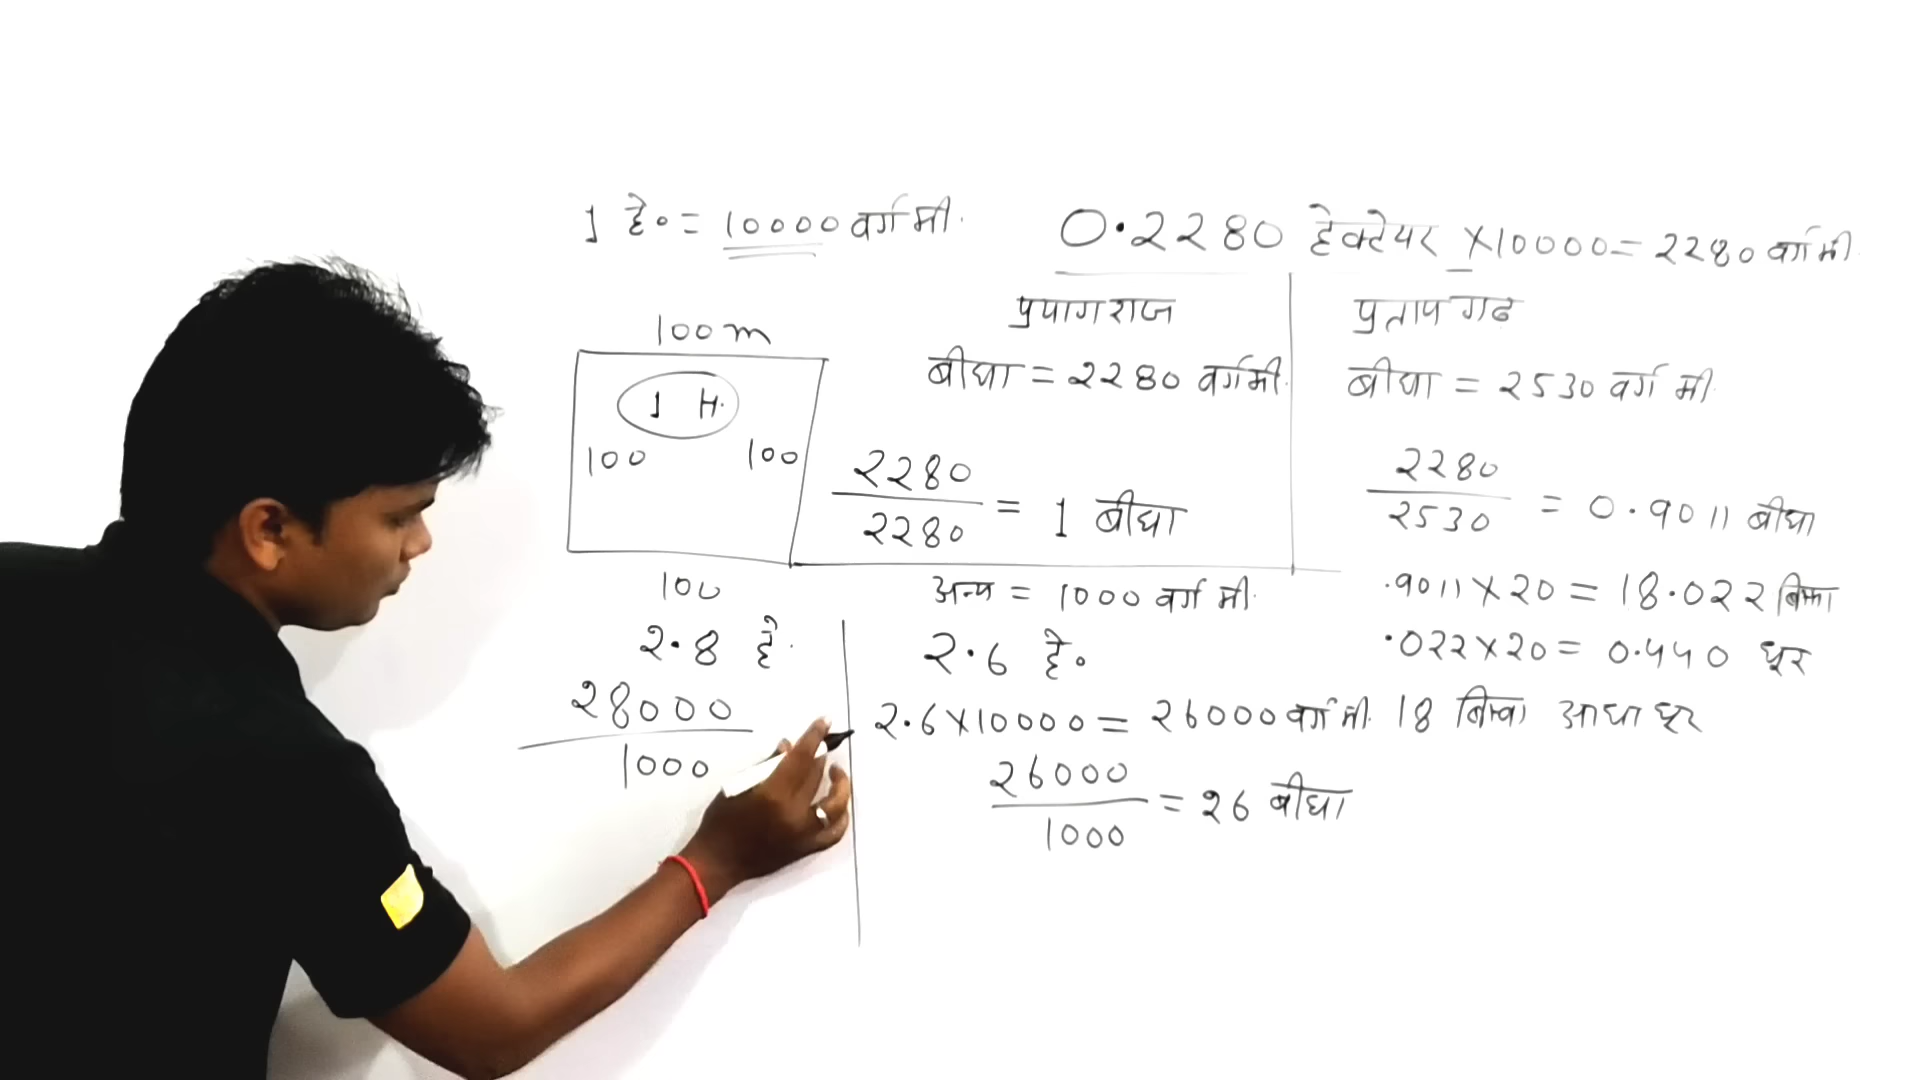 1 हे० = 10000 वर्ग मी.
0.2280 हेक्टेयर ×10000= 2280 वर्ग मी
100m
1 H.
100 100
100
प्रयागराज
बीघा = 2280 वर्गमी.
2280
2280
= 1 बीघा
प्रतापगढ
बीघा = 2530 वर्ग मी.
2280
2530
= 0.9011 बीघा
.9011×20 = 18.022 बिस्वा
.022×20= 0.440 धूर
18 बिस्वा आधा धूर
अन्य = 1000 वर्ग मी.
2.8 हे.
28000
1000
2.6 हे०
2.6×10000= 26000 वर्ग मी.
26000
1000
= 26 बीघा